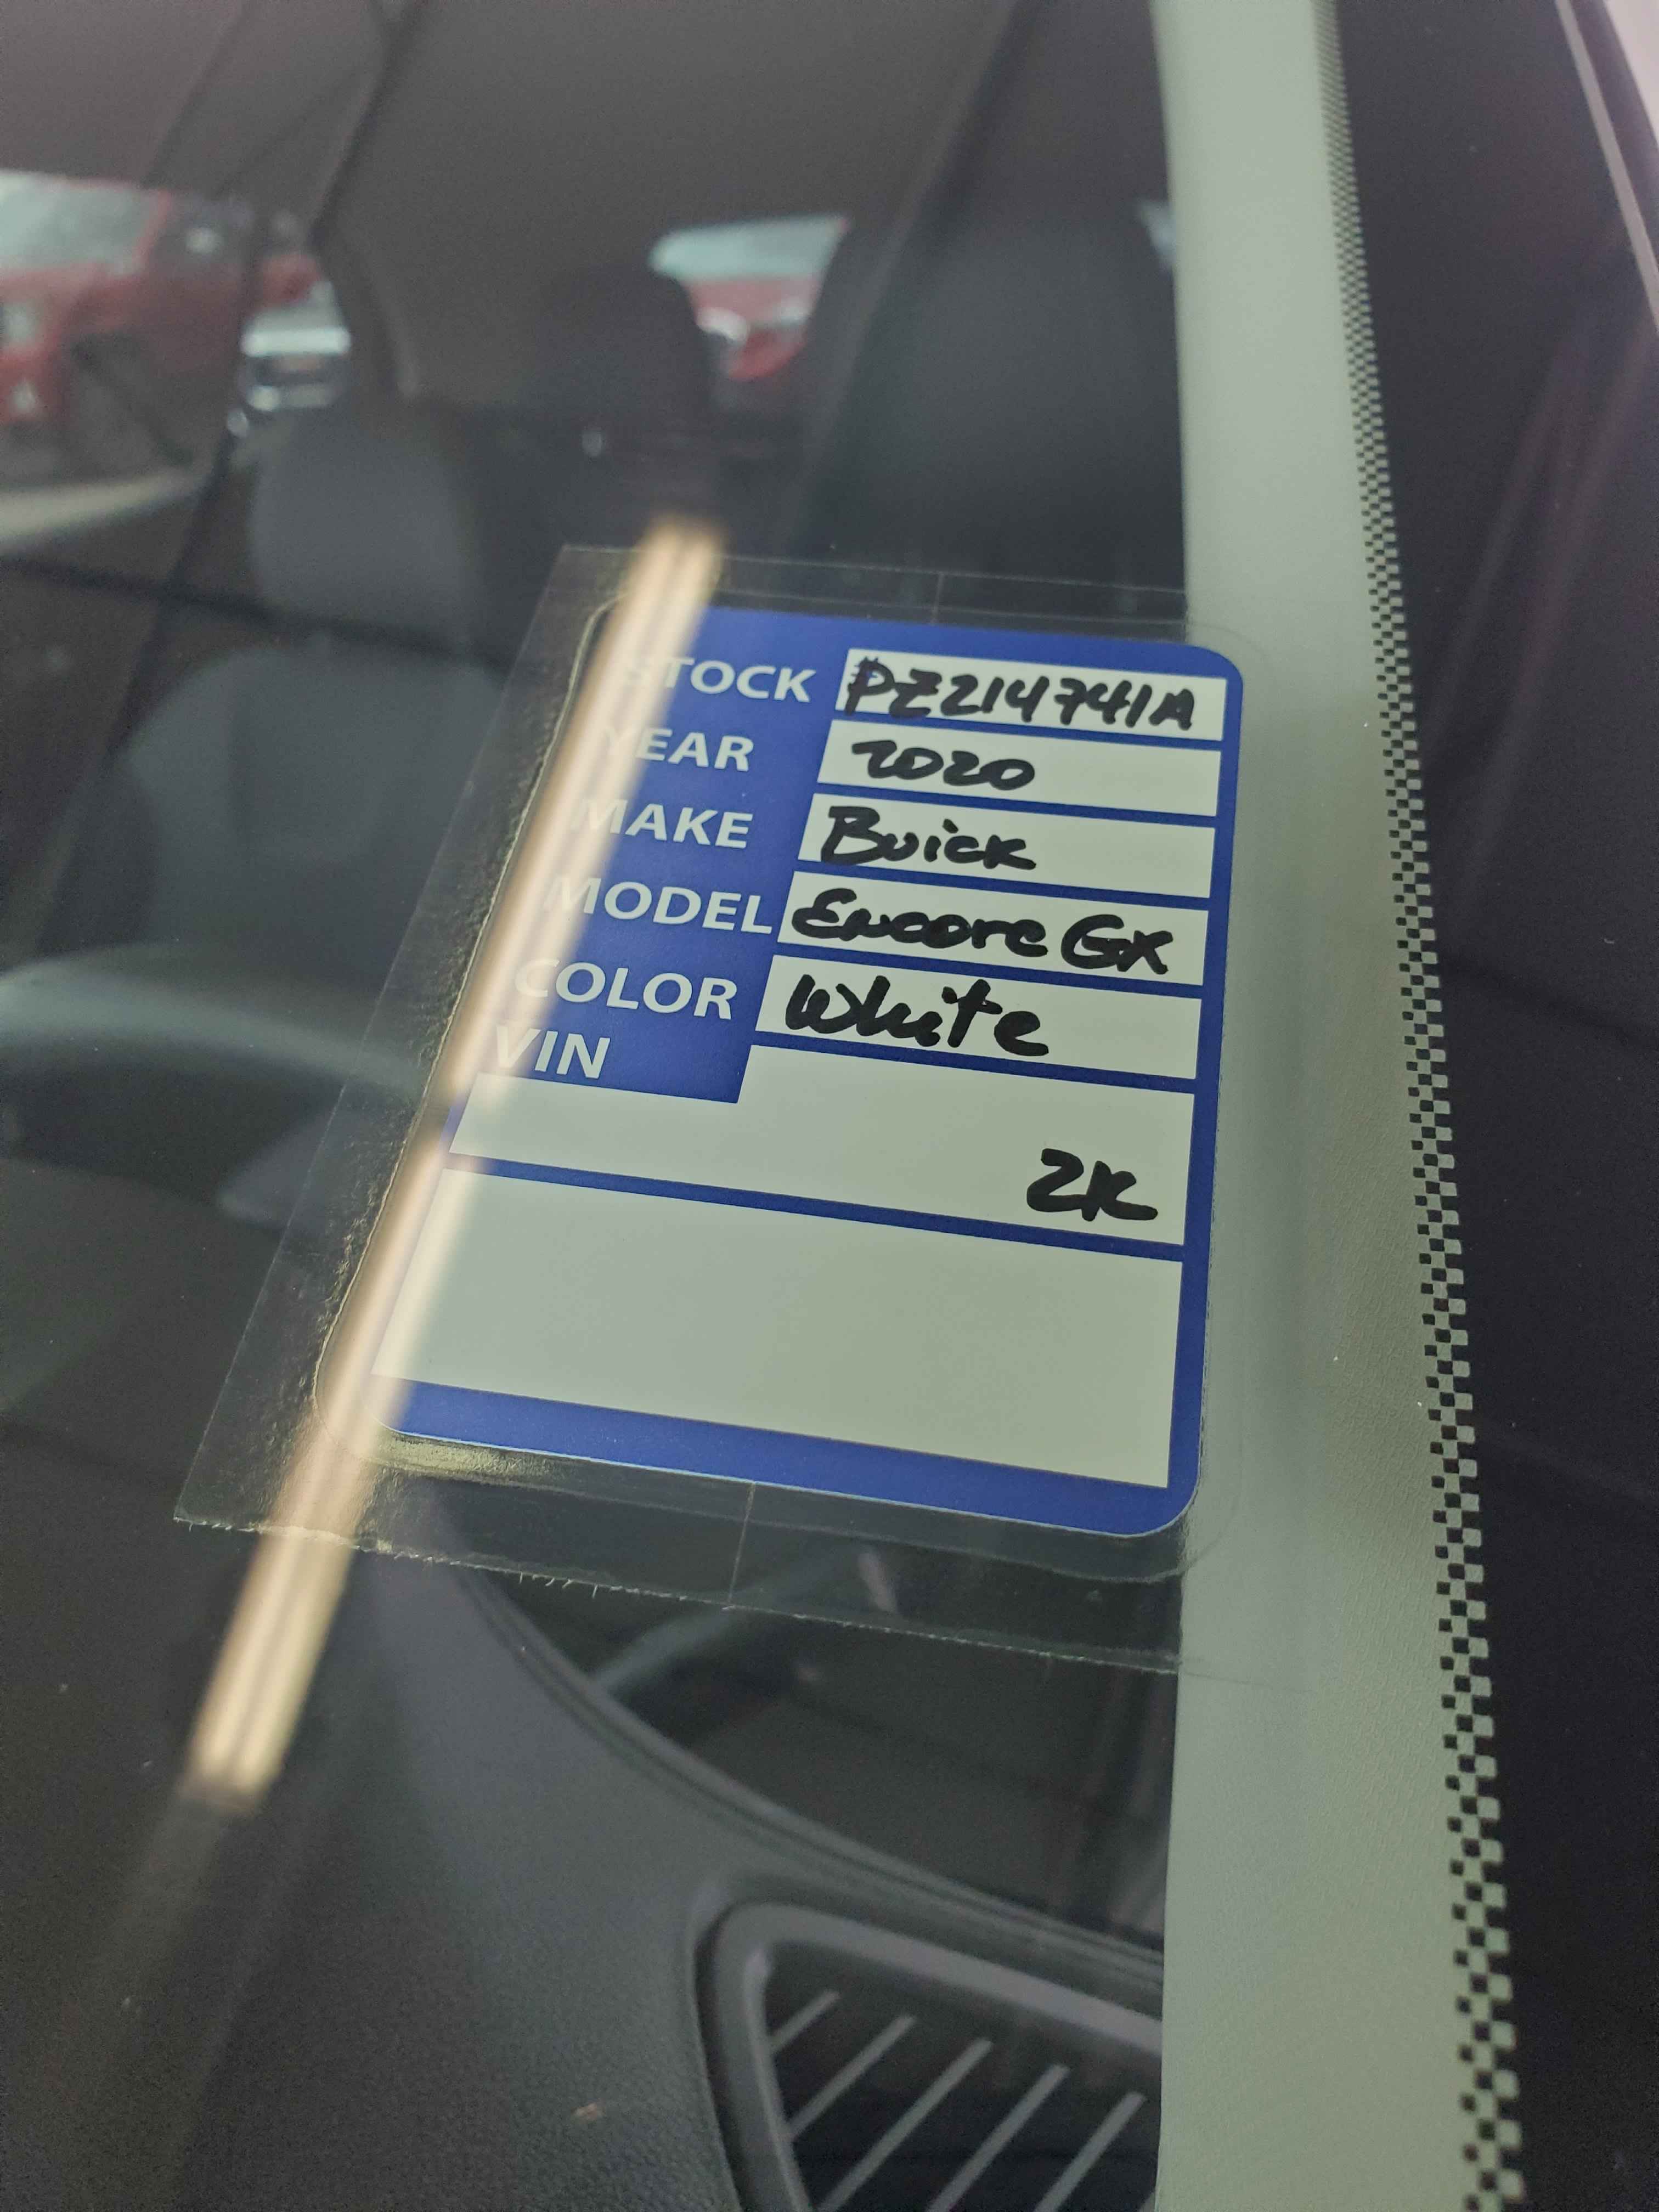 STOCK #PZ214741A
YEAR 2020
MAKE Buick
MODEL Encore GX
COLOR White
VIN
2K